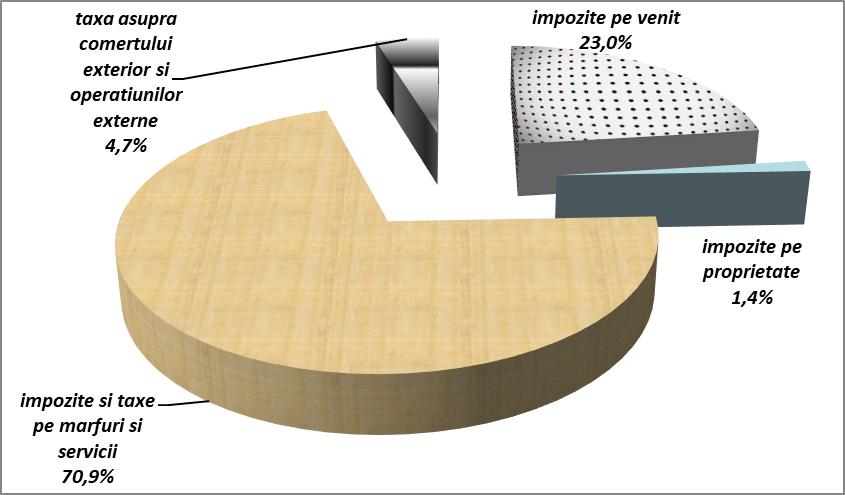 taxa asupra
comertului
exterior si
operatiunilor
externe
4,7%
impozite pe venit
23,0%
impozite pe
proprietate
1,4%
impozite si taxe
pe marfuri si
servicii
70,9%